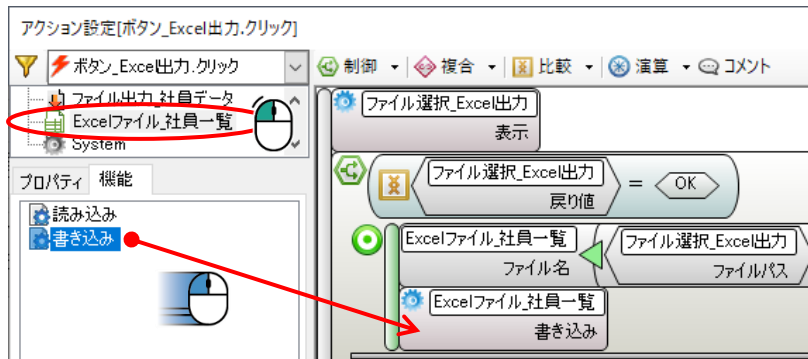 アクション設定[ボタン_Excel出力.クリック]
ボタン_Excel出力.クリック
制御 複合 比較 演算 コメント
ファイル出力_社員データ
Excelファイル_社員一覧
System
プロパティ 機能
読み込み
書き込み
ファイル選択_Excel出力
表示
ファイル選択_Excel出力
戻り値
= OK
Excelファイル_社員一覧
ファイル名
ファイル選択_Excel出力
ファイルパス
Excelファイル_社員一覧
書き込み